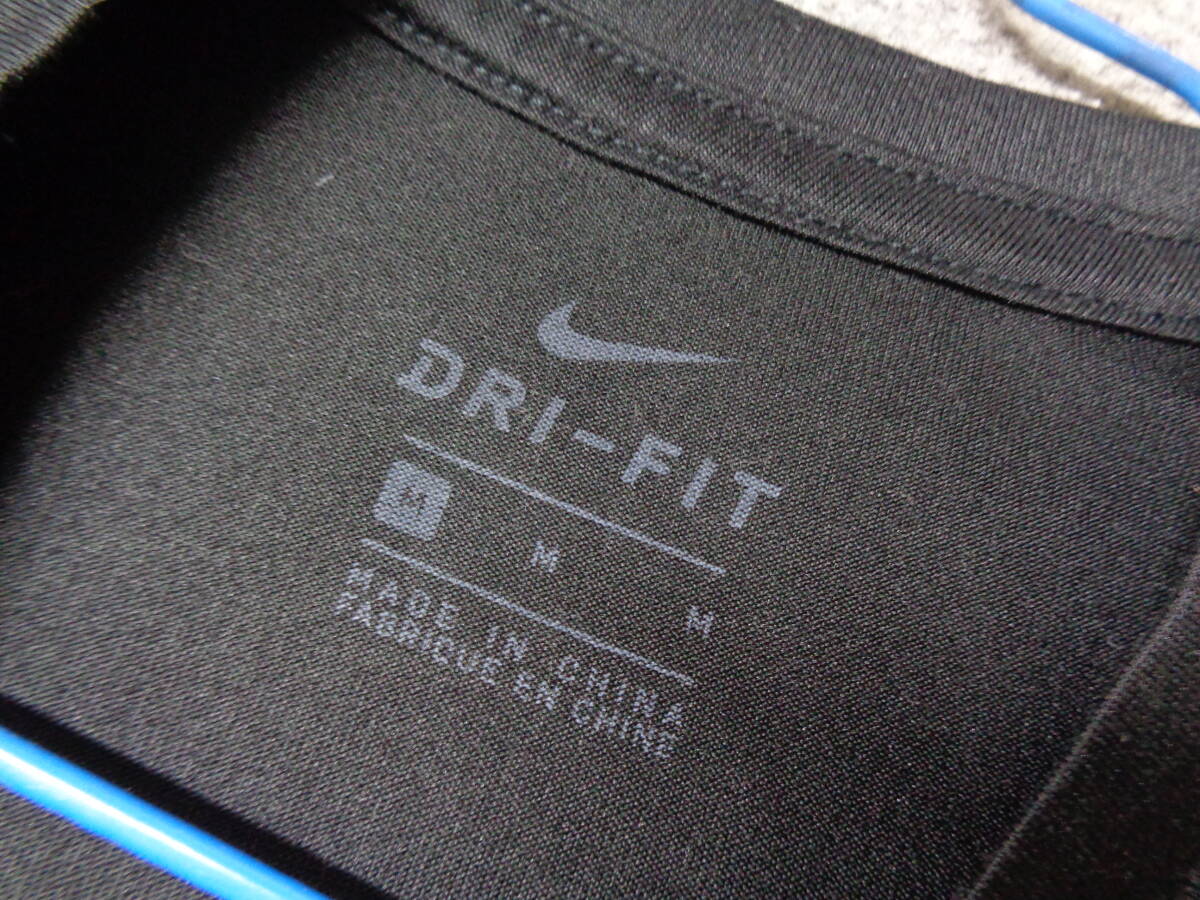 DRI-FIT
M M M
MADE IN CHINA
FABRIQUE EN CHINE